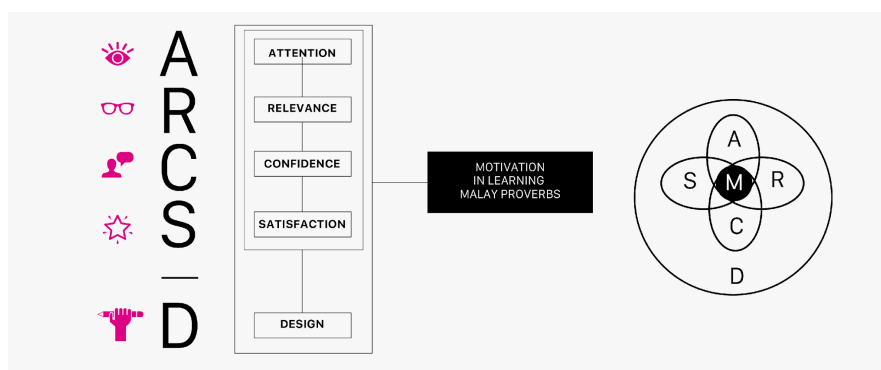 A
R
C
S
D
ATTENTION
RELEVANCE
CONFIDENCE
SATISFACTION
DESIGN
MOTIVATION
IN LEARNING
MALAY PROVERBS
A
S M R
C
D